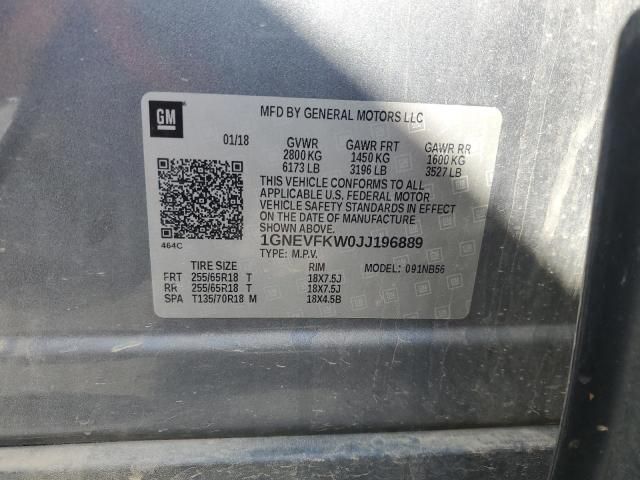 GM
MFD BY GENERAL MOTORS LLC
01/18 GVWR GAWR FRT GAWR RR
2800 KG 1450 KG 1600 KG
6173 LB 3196 LB 3527 LB
THIS VEHICLE CONFORMS TO ALL
APPLICABLE U.S. FEDERAL MOTOR
VEHICLE SAFETY STANDARDS IN EFFECT
ON THE DATE OF MANUFACTURE
SHOWN ABOVE.
464C
1GNEVFKW0JJ196889
TYPE: M.P.V.
TIRE SIZE RIM MODEL: 091NB56
FRT 255/65R18 T 18X7.5J
RR 255/65R18 T 18X7.5J
SPA T135/70R18 M 18X4.5B